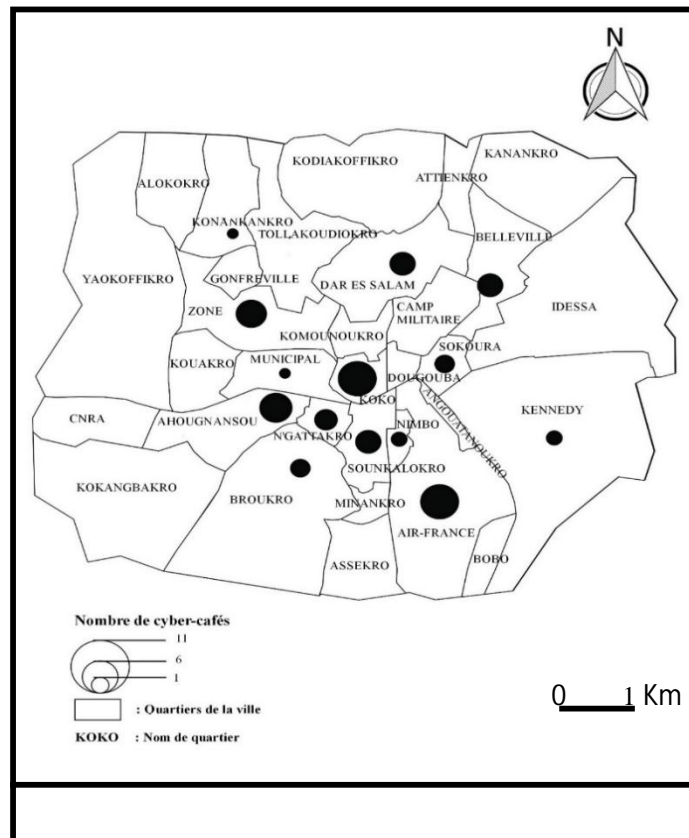 N
KODIAKOFFIKRO
KANANKRO
ATTIENKRO
ALOKOKRO
KONANKANKRO
TOLLAKOUDIOKRO
BELLEVILLE
YAOKOFFIKRO
GONFREVILLE
DAR ES SALAM
CAMP
MILITAIRE
IDESSA
ZONE
KOMOUNOUKRO
SOKOURA
KOUAKRO
MUNICIPAL
DOUGOUBA
KOKO
ANGOUATANOUKRO
KENNEDY
CNRA
AHOUGNANSOU
N'GATTAKRO
NIMBO
SOUNKALOKRO
KOKANGBAKRO
BROUKRO
MINANKRO
AIR-FRANCE
ASSEKRO
BOBO
Nombre de cyber-cafés
11
6
1
: Quartiers de la ville
KOKO : Nom de quartier
0 1 Km